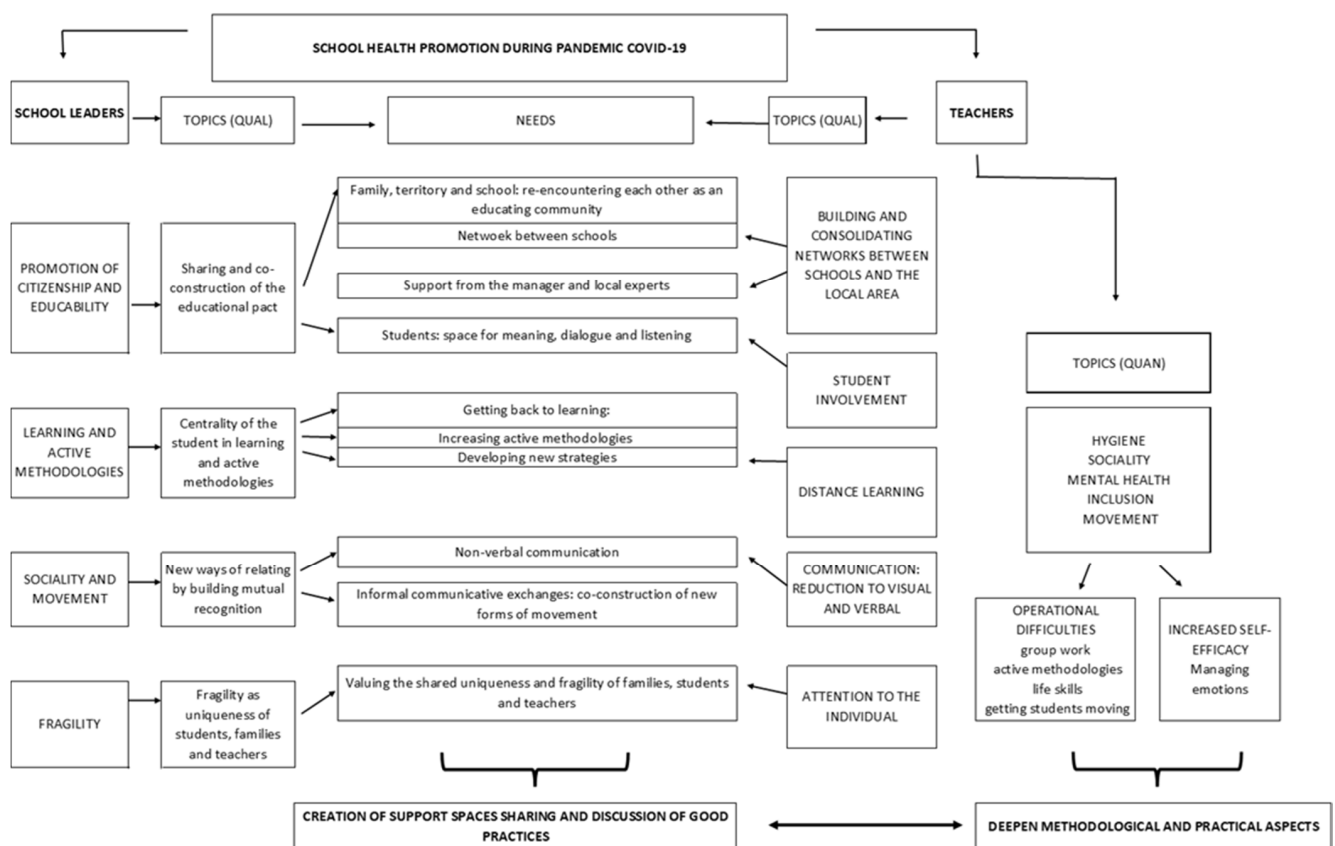 SCHOOL HEALTH PROMOTION DURING PANDEMIC COVID-19
SCHOOL LEADERS
TOPICS (QUAL)
NEEDS
TOPICS (QUAL)
TEACHERS
PROMOTION OF
CITIZENSHIP AND
EDUCABILITY
Sharing and co-
construction of the
educational pact
Family, territory and school: re-encountering each other as an
educating community
Netwoek between schools
Support from the manager and local experts
Students: space for meaning, dialogue and listening
BUILDING AND
CONSOLIDATING
NETWORKS BETWEEN
SCHOOLS AND THE
LOCAL AREA
STUDENT
INVOLVEMENT
LEARNING AND
ACTIVE
METHODOLOGIES
Centrality of the
student in learning
and active
methodologies
Getting back to learning:
Increasing active methodologies
Developing new strategies
DISTANCE LEARNING
SOCIALITY AND
MOVEMENT
New ways of relating
by building mutual
recognition
Non-verbal communication
Informal communicative exchanges: co-construction of new
forms of movement
COMMUNICATION:
REDUCTION TO VISUAL
AND VERBAL
FRAGILITY
Fragility as
uniqueness of
students, families
and teachers
Valuing the shared uniqueness and fragility of families, students
and teachers
ATTENTION TO THE
INDIVIDUAL
TOPICS (QUAN)
HYGIENE
SOCIALITY
MENTAL HEALTH
INCLUSION
MOVEMENT
OPERATIONAL
DIFFICULTIES
group work
active methodologies
life skills
getting students moving
INCREASED SELF-
EFFICACY
Managing
emotions
CREATION OF SUPPORT SPACES SHARING AND DISCUSSION OF GOOD
PRACTICES
DEEPEN METHODOLOGICAL AND PRACTICAL ASPECTS